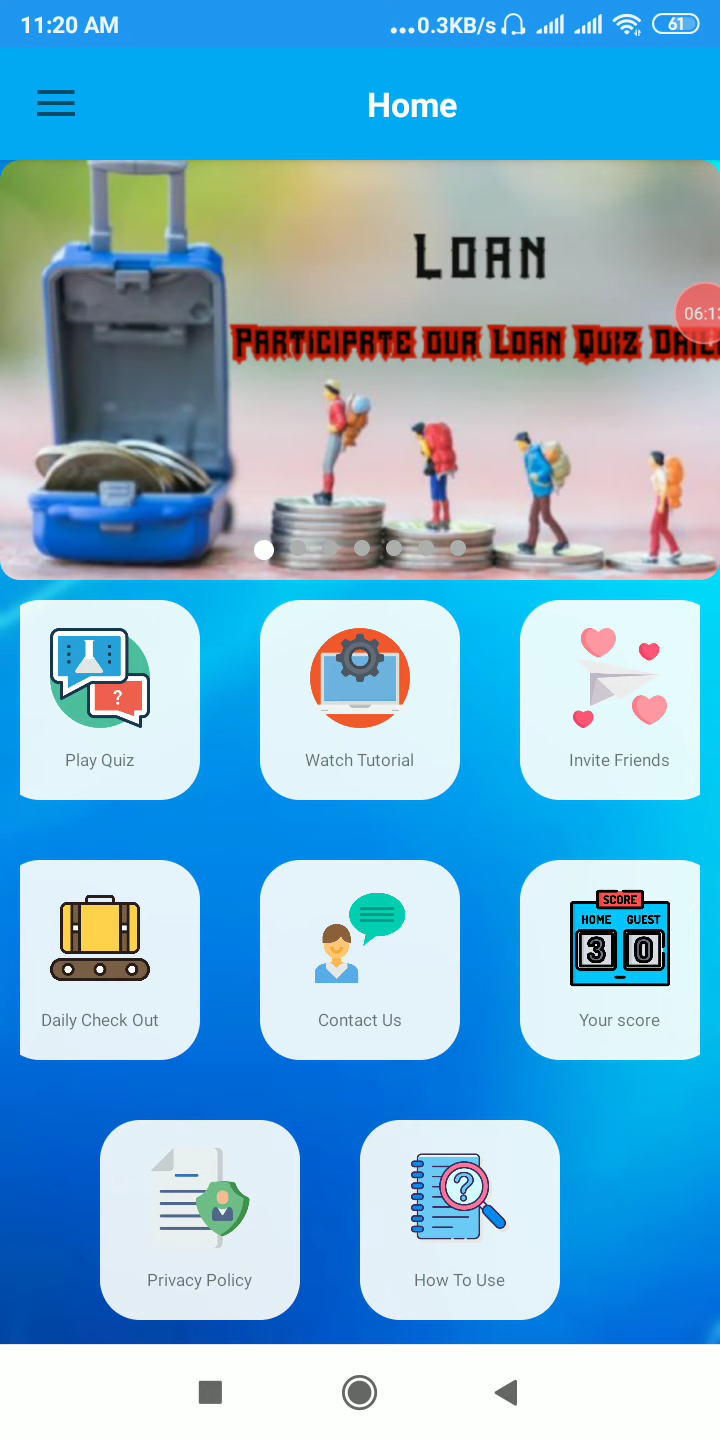 11:20 AM ...0.3KB/s 61
Home
LOAN
PARTICIPATE OUR LOAN QUIZ
06:13
Play Quiz Watch Tutorial Invite Friends
?
SCORE
HOME GUEST
3 0
Daily Check Out Contact Us Your score
?
Privacy Policy How To Use